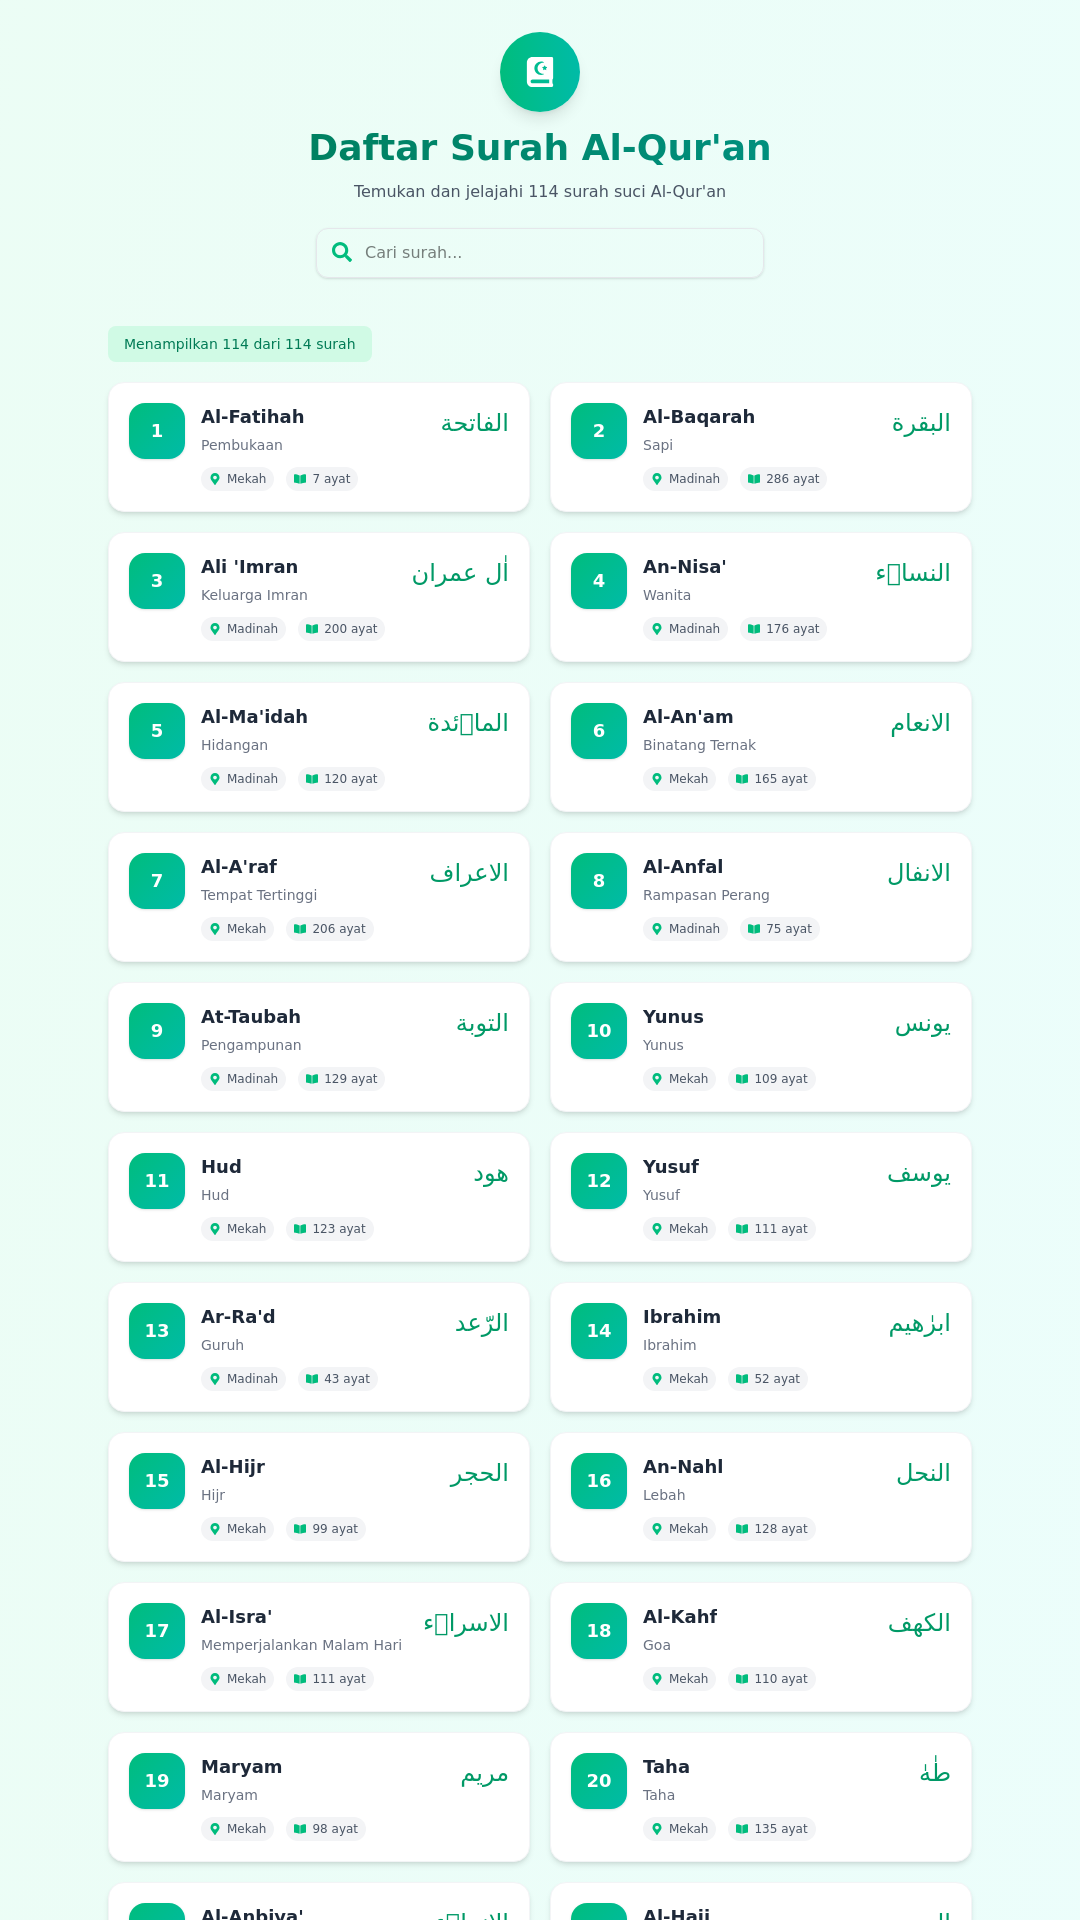 Daftar Surah Al-Qur'an
Temukan dan jelajahi 114 surah suci Al-Qur'an
Cari surah...
Menampilkan 114 dari 114 surah
1
Al-Fatihah
الفاتحة
Pembukaan
Mekah
7 ayat
2
Al-Baqarah
البقرة
Sapi
Madinah
286 ayat
3
Ali 'Imran
اٰل عمران
Keluarga Imran
Madinah
200 ayat
4
An-Nisa'
Wanita
Madinah
176 ayat
5
Al-Ma'idah
Hidangan
Madinah
120 ayat
6
Al-An'am
الانعام
Binatang Ternak
Mekah
165 ayat
7
Al-A'raf
الاعراف
Tempat Tertinggi
Mekah
206 ayat
8
Al-Anfal
الانفال
Rampasan Perang
Madinah
75 ayat
9
At-Taubah
التوبة
Pengampunan
Madinah
129 ayat
10
Yunus
يونس
Yunus
Mekah
109 ayat
11
Hud
هود
Hud
Mekah
123 ayat
12
Yusuf
يوسف
Yusuf
Mekah
111 ayat
13
Ar-Ra'd
الرّعد
Guruh
Madinah
43 ayat
14
Ibrahim
ابرٰهيم
Ibrahim
Mekah
52 ayat
15
Al-Hijr
الحجر
Hijr
Mekah
99 ayat
16
An-Nahl
النحل
Lebah
Mekah
128 ayat
17
Al-Isra'
Memperjalankan Malam Hari
Mekah
111 ayat
18
Al-Kahf
الكهف
Goa
Mekah
110 ayat
19
Maryam
مريم
Maryam
Mekah
98 ayat
20
Taha
طٰهٰ
Taha
Mekah
135 ayat
Al-Anbiya'
Al-Hajj